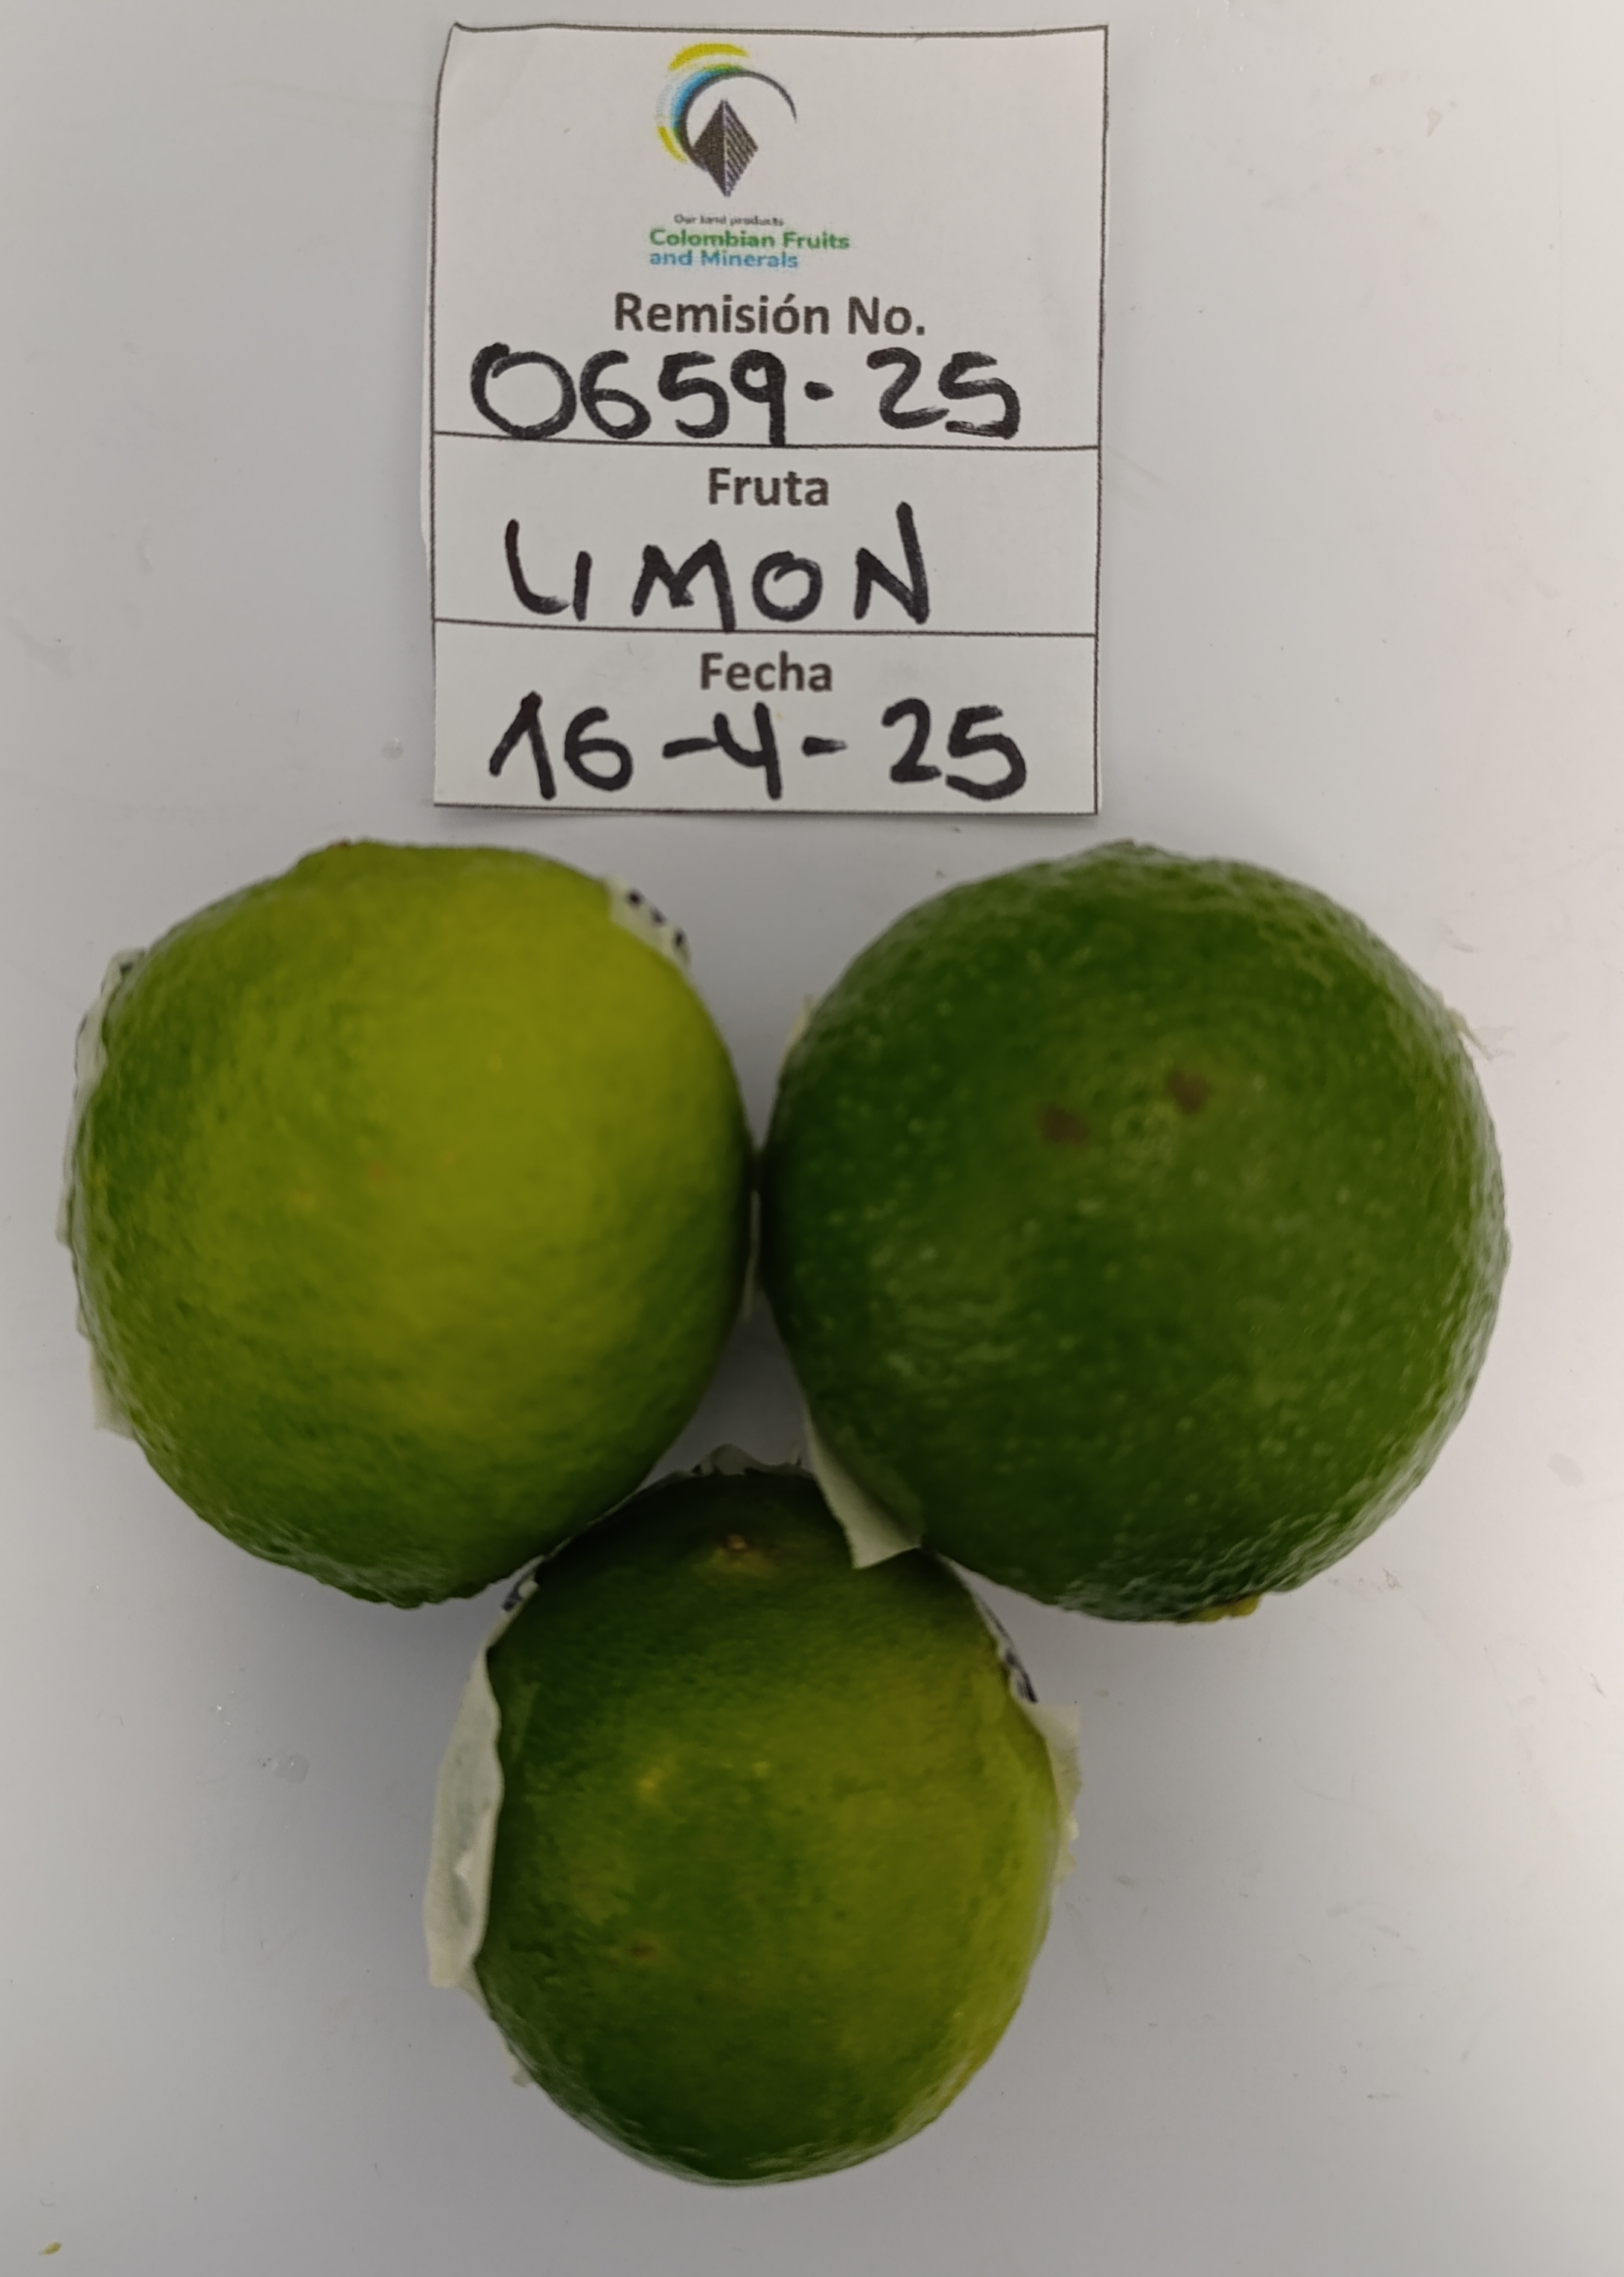 Our land products
Colombian Fruits
and Minerals
Remisión No.
0659-25
Fruta
LIMON
Fecha
16-4-25